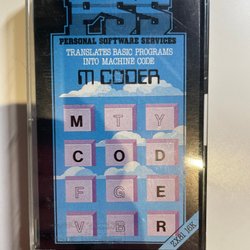 PSS
PERSONAL SOFTWARE SERVICES
TRANSLATES BASIC PROGRAMS
INTO MACHINE CODE
M CODER
M T Y
C O D
F G E
V B R
ZX81 16K